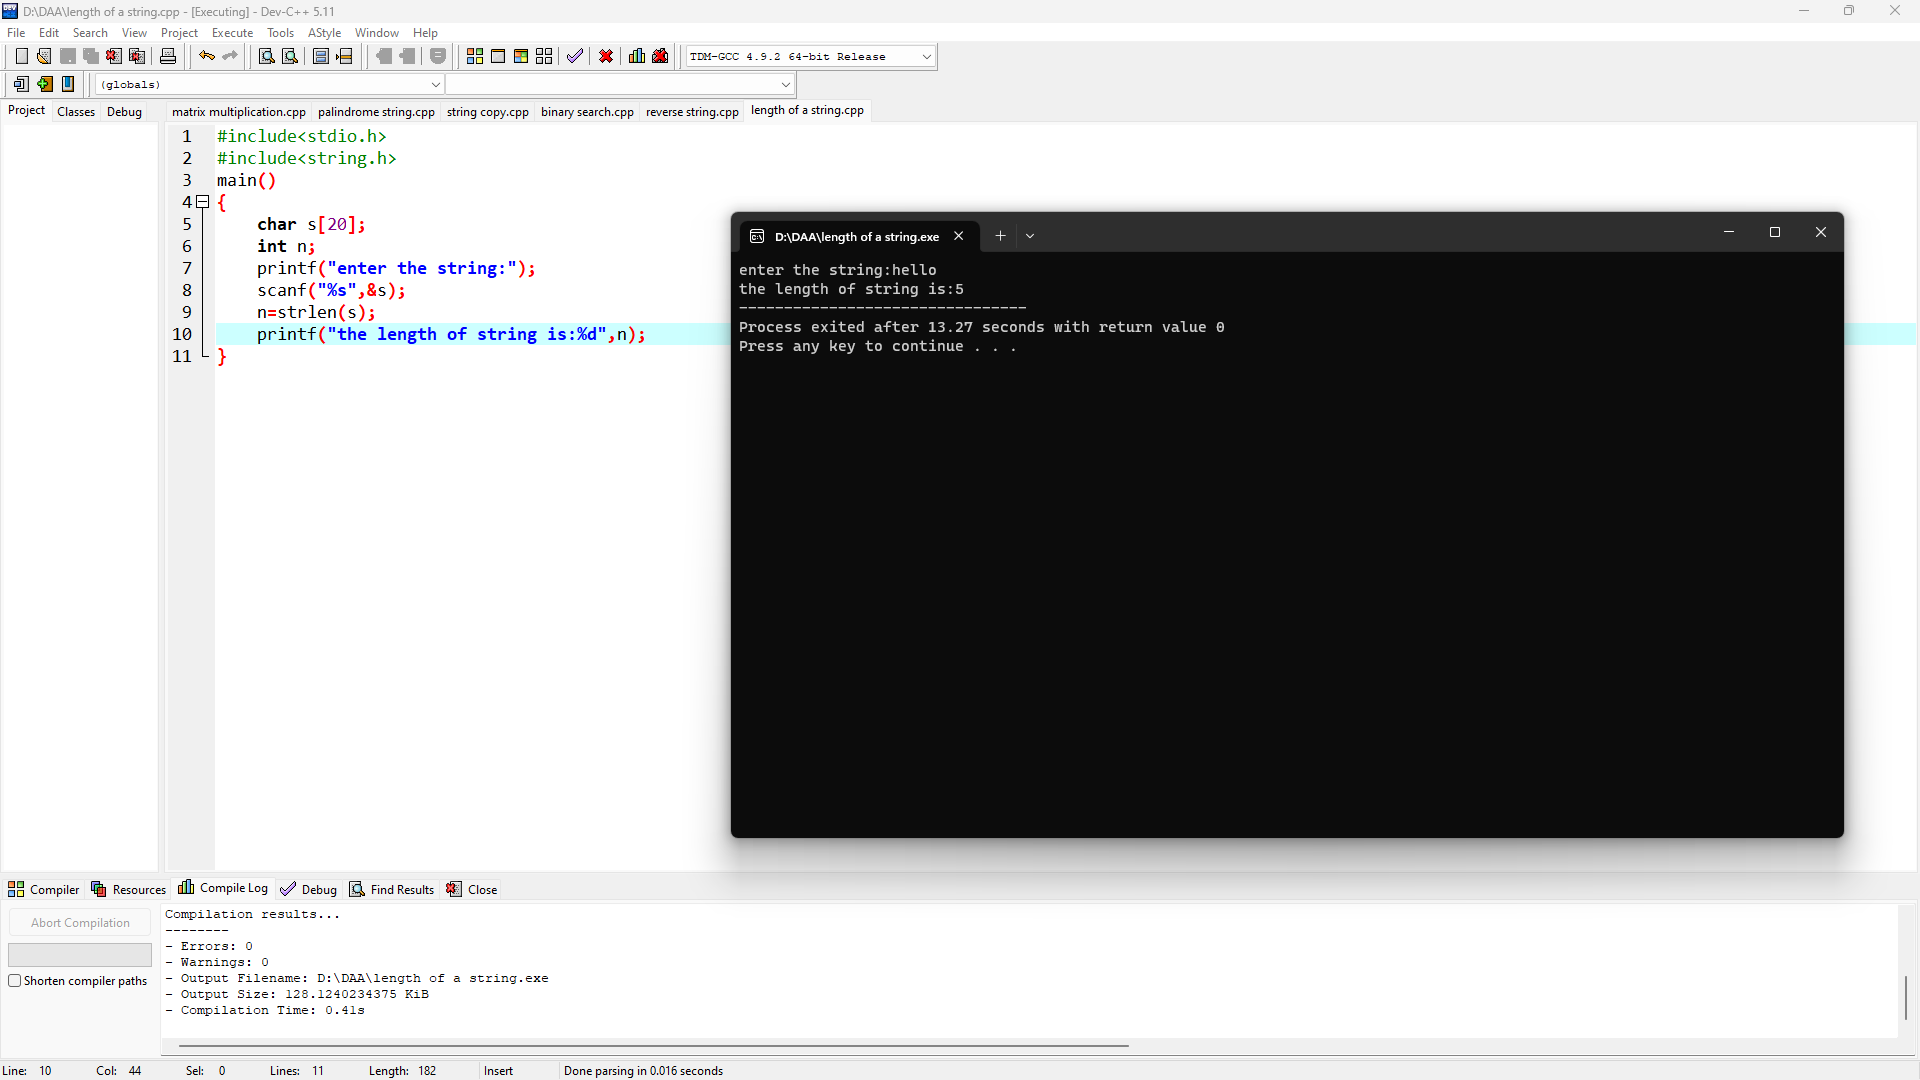 D:\DAA\length of a string.cpp - [Executing] - Dev-C++ 5.11
File Edit Search View Project Execute Tools AStyle Window Help
TDM-GCC 4.9.2 64-bit Release
(globals)
Project Classes Debug
matrix multiplication.cpp palindrome string.cpp string copy.cpp binary search.cpp reverse string.cpp length of a string.cpp
1 #include<stdio.h>
2 #include<string.h>
3 main()
4 {
5 char s[20];
6 int n;
7 printf("enter the string:");
8 scanf("%s",&s);
9 n=strlen(s);
10 printf("the length of string is:%d",n);
11 }
D:\DAA\length of a string.exe
enter the string:hello
the length of string is:5
--------------------------------
Process exited after 13.27 seconds with return value 0
Press any key to continue . . .
Compiler Resources Compile Log Debug Find Results Close
Abort Compilation
Shorten compiler paths
Compilation results...
--------
- Errors: 0
- Warnings: 0
- Output Filename: D:\DAA\length of a string.exe
- Output Size: 128.1240234375 KiB
- Compilation Time: 0.41s
Line: 10 Col: 44 Sel: 0 Lines: 11 Length: 182 Insert Done parsing in 0.016 seconds